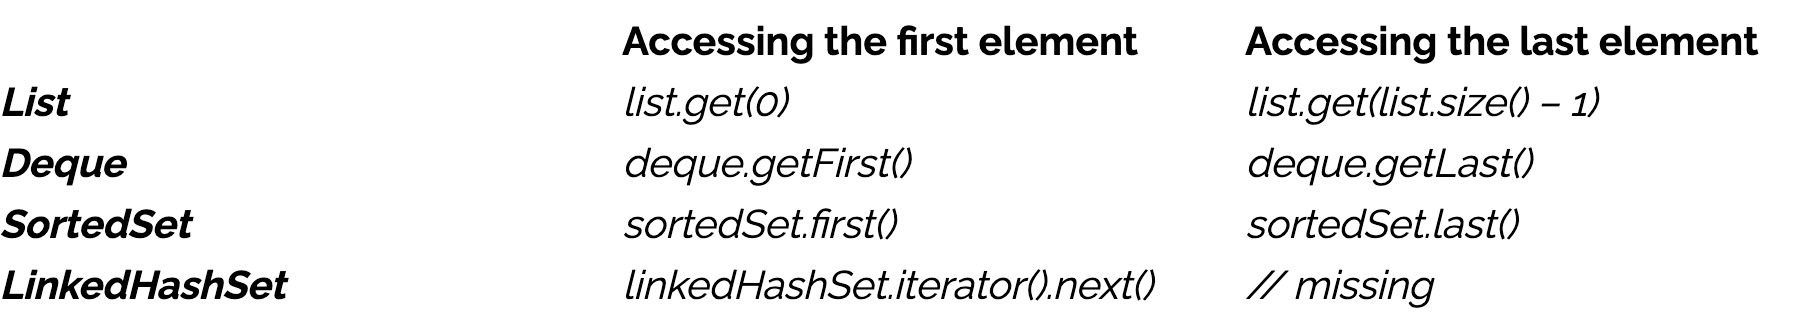 Accessing the first element Accessing the last element
List list.get(0) list.get(list.size() – 1)
Deque deque.getFirst() deque.getLast()
SortedSet sortedSet.first() sortedSet.last()
LinkedHashSet linkedHashSet.iterator().next() // missing